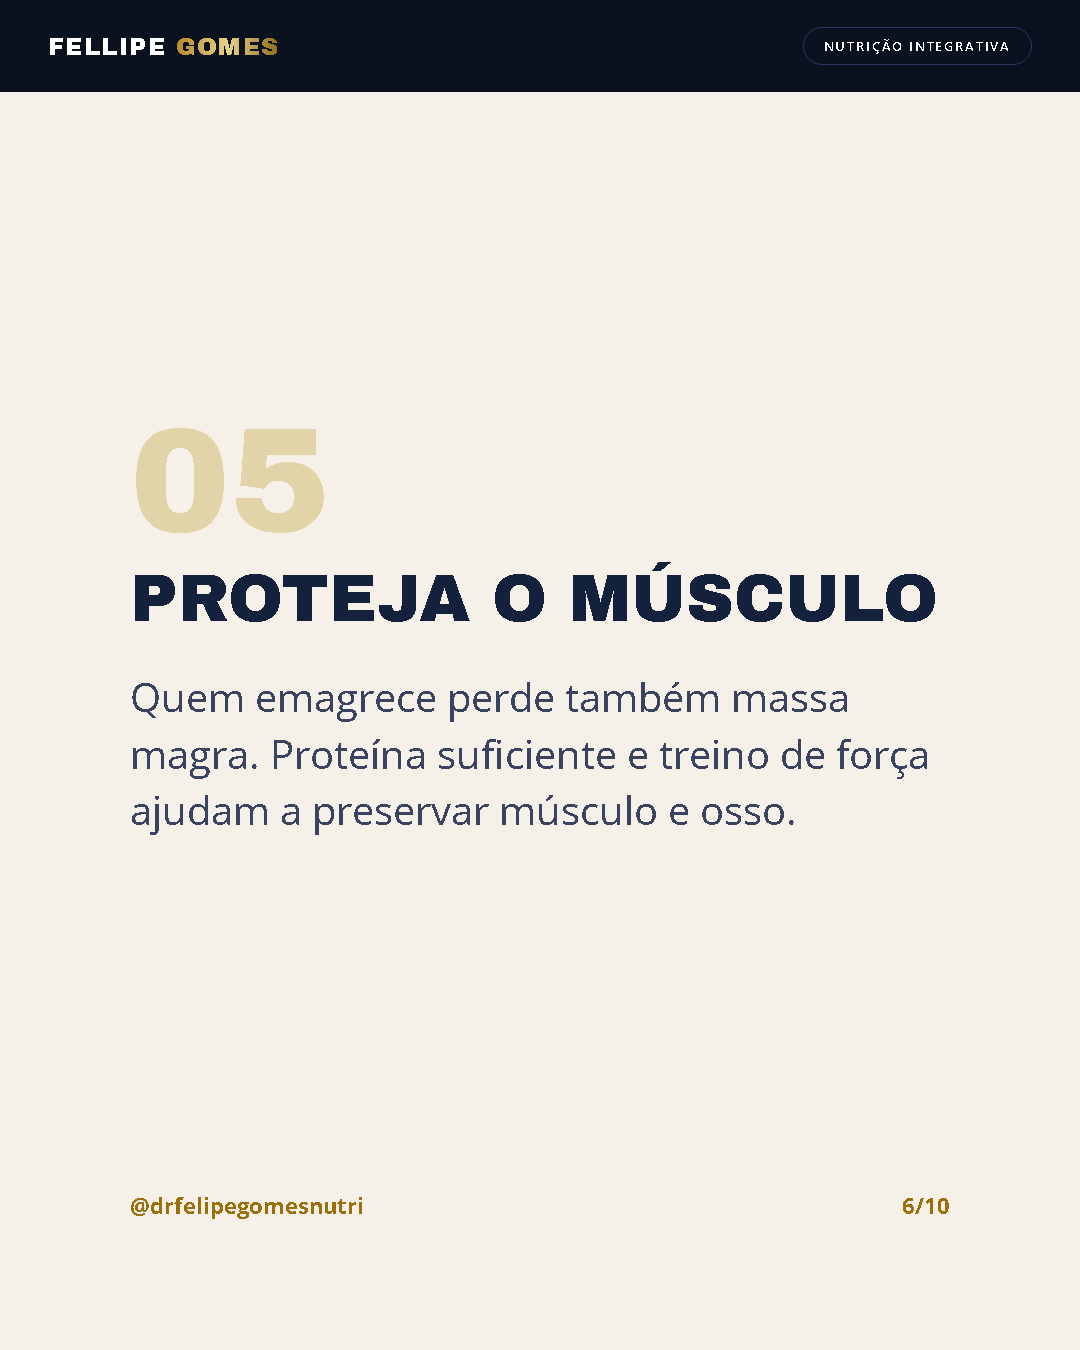 FELLIPE GOMES
NUTRIÇÃO INTEGRATIVA
05
PROTEJA O MÚSCULO
Quem emagrece perde também massa
magra. Proteína suficiente e treino de força
ajudam a preservar músculo e osso.
@drfelipegomesnutri
6/10